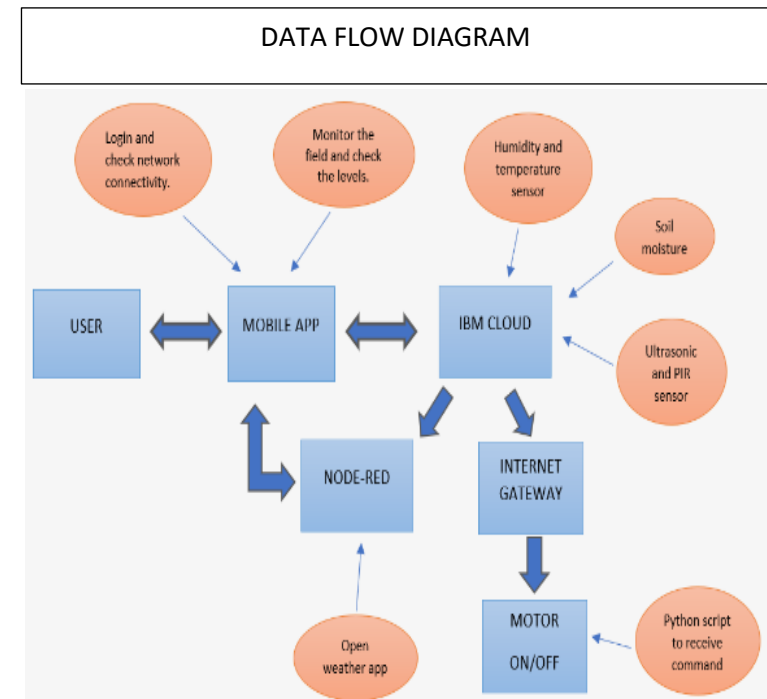 DATA FLOW DIAGRAM
Login and
check network
connectivity.
Monitor the
field and check
the levels.
Humidity and
temperature
sensor
Soil
moisture
USER
MOBILE APP
IBM CLOUD
Ultrasonic
and PIR
sensor
NODE-RED
INTERNET
GATEWAY
Open
weather app
MOTOR
ON/OFF
Python script
to receive
command